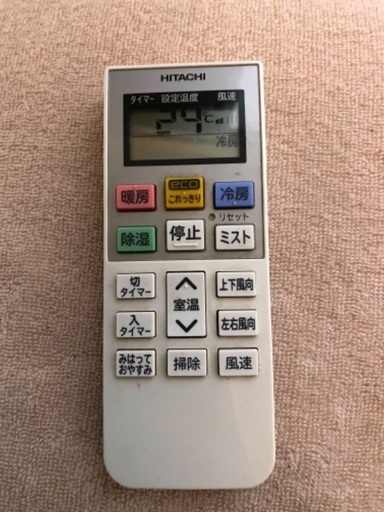 HITACHI
タイマー 設定温度 風速
24℃
冷房
暖房 eco これっきり 冷房
リセット
除湿 停止 ミスト
切タイマー 室温 上下風向
入タイマー 左右風向
みはっておやすみ 掃除 風速